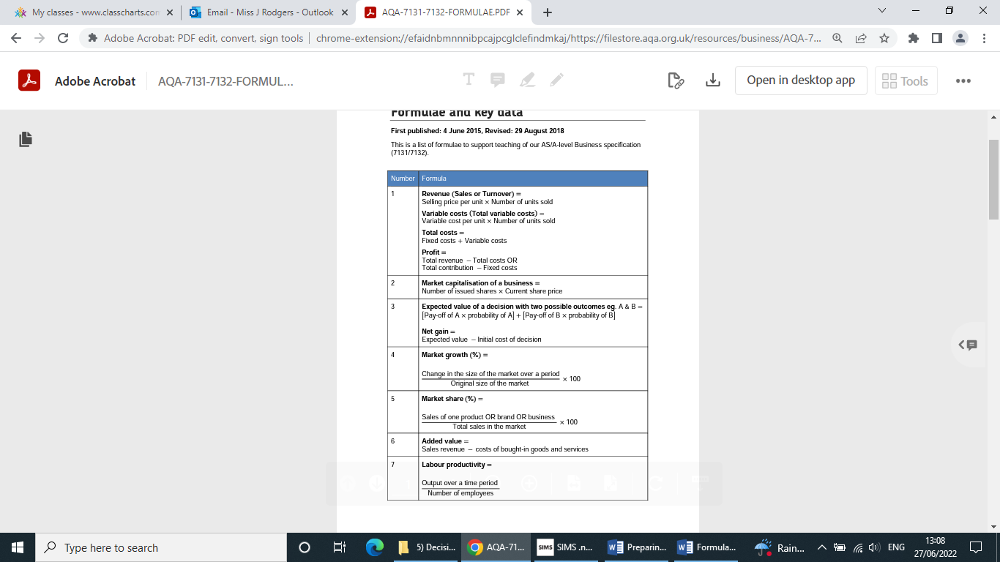 My classes - www.classcharts.com
Email - Miss J Rodgers - Outlook
AQA-7131-7132-FORMULAE.PDF
Adobe Acrobat: PDF edit, convert, sign tools | chrome-extension://efaidnbmnnnibpcajpcglclefindmkaj/https://filestore.aqa.org.uk/resources/business/AQA-7...
Adobe Acrobat
AQA-7131-7132-FORMUL...
Open in desktop app
Tools
Formulae and key data
First published: 4 June 2015, Revised: 29 August 2018
This is a list of formulae to support teaching of our AS/A-level Business specification
(7131/7132).
Number Formula
1 Revenue (Sales or Turnover) =
Selling price per unit × Number of units sold
Variable costs (Total variable costs) =
Variable cost per unit × Number of units sold
Total costs =
Fixed costs + Variable costs
Profit =
Total revenue − Total costs OR
Total contribution − Fixed costs
2 Market capitalisation of a business =
Number of issued shares × Current share price
3 Expected value of a decision with two possible outcomes eg. A & B =
[Pay-off of A × probability of A] + [Pay-off of B × probability of B]
Net gain =
Expected value − Initial cost of decision
4 Market growth (%) =
Change in the size of the market over a period
× 100
Original size of the market
5 Market share (%) =
Sales of one product OR brand OR business
× 100
Total sales in the market
6 Added value =
Sales revenue − costs of bought-in goods and services
7 Labour productivity =
Output over a time period
Number of employees
Type here to search
5) Decisi...
AQA-71...
SIMS
SIMS .n...
Preparin...
Formula...
Rain...
ENG
13:08
27/06/2022